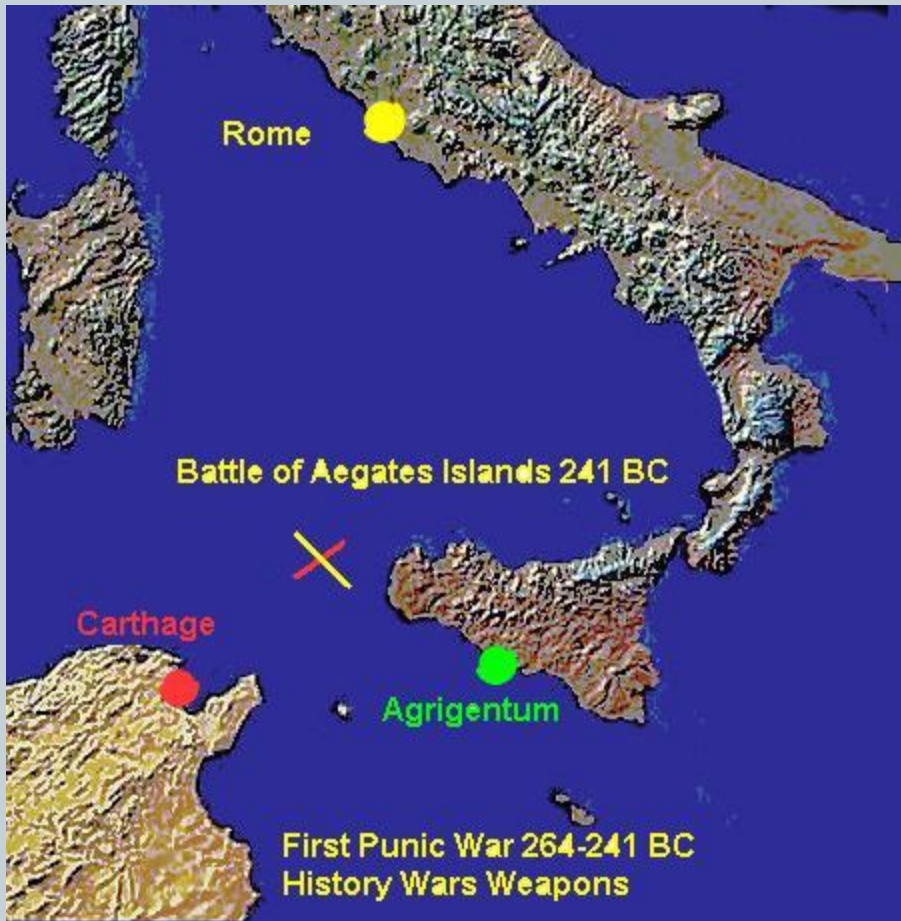 Rome
Battle of Aegates Islands 241 BC
Carthage
Agrigentum
First Punic War 264-241 BC
History Wars Weapons